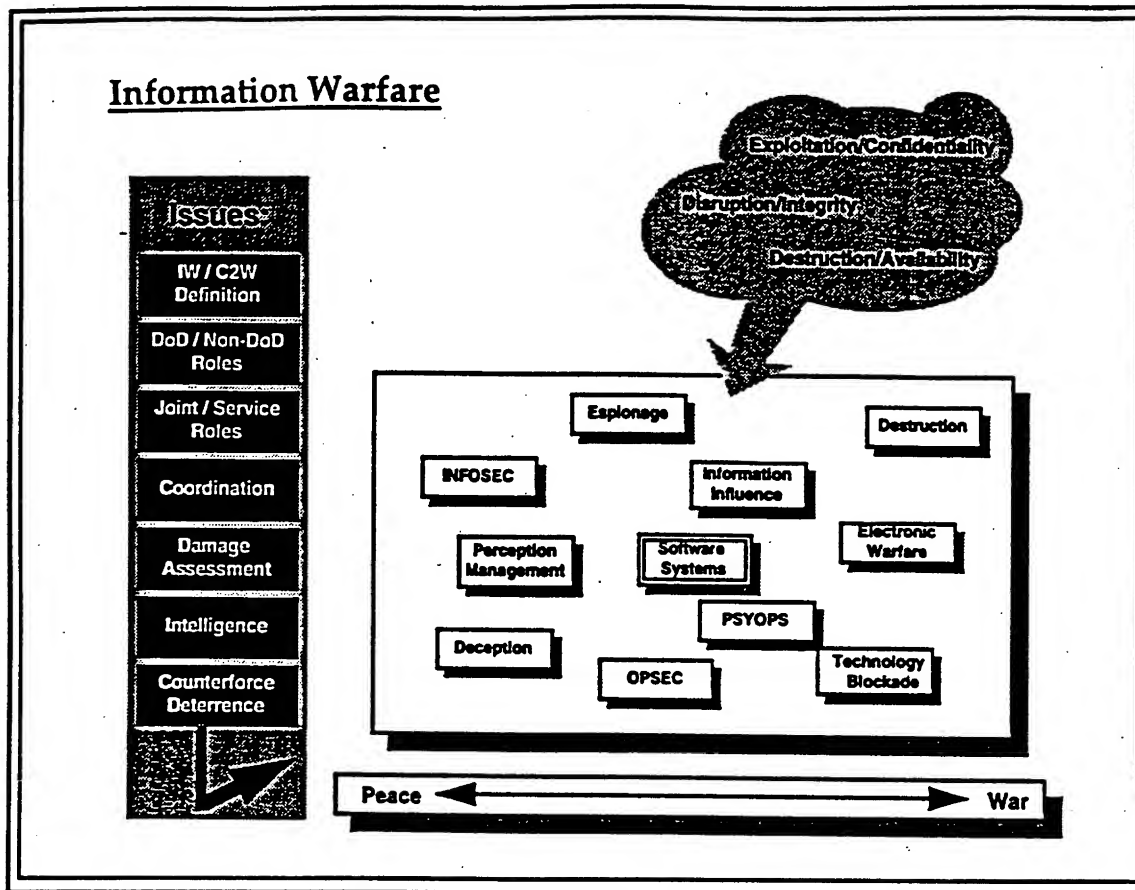 Information Warfare
Exploitation/Confidentiality
Disruption/Integrity
Destruction/Availability
Issues
IW / C2W
Definition
DoD / Non-DoD
Roles
Joint / Service
Roles
Coordination
Damage
Assessment
Intelligence
Counterforce
Deterrence
Espionage
Destruction
INFOSEC
Information
Influence
Electronic
Warfare
Perception
Management
Software
Systems
PSYOPS
Deception
OPSEC
Technology
Blockade
Peace
War